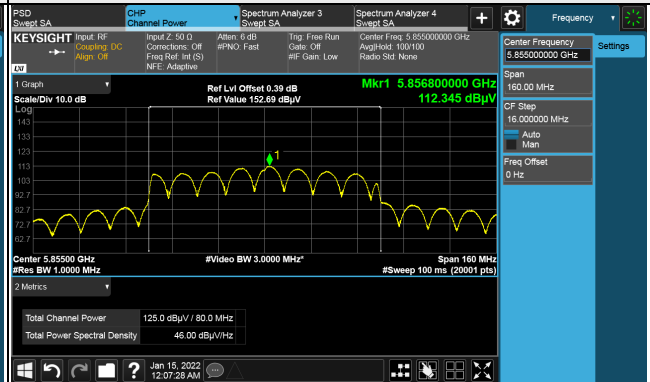 PSD
Swept SA
CHP
Channel Power
Spectrum Analyzer 3
Swept SA
Spectrum Analyzer 4
Swept SA
+
Frequency
KEYSIGHT
Input: RF
Coupling: DC
Align: Off
LNI
Input Z: 50 Ω
Corrections: Off
Freq Ref: Int (S)
NFE: Adaptive
Atten: 6 dB
#PNO: Fast
Trig: Free Run
Gate: Off
#IF Gain: Low
Center Freq: 5.855000000 GHz
Avg|Hold: 100/100
Radio Std: None
Center Frequency
5.855000000 GHz
Settings
Span
160.00 MHz
CF Step
16.000000 MHz
Auto
Man
Freq Offset
0 Hz
1 Graph
Scale/Div 10.0 dB
Ref Lvl Offset 0.39 dB
Ref Value 152.69 dBµV
Mkr1 5.856800000 GHz
112.345 dBµV
Log
143
133
123
113
103
92.7
82.7
72.7
62.7
1
Center 5.85500 GHz
#Res BW 1.0000 MHz
#Video BW 3.0000 MHz*
Span 160 MHz
#Sweep 100 ms (20001 pts)
2 Metrics
Total Channel Power 125.0 dBµV / 80.0 MHz
Total Power Spectral Density 46.00 dBµV/Hz
?
Jan 15, 2022
12:07:28 AM